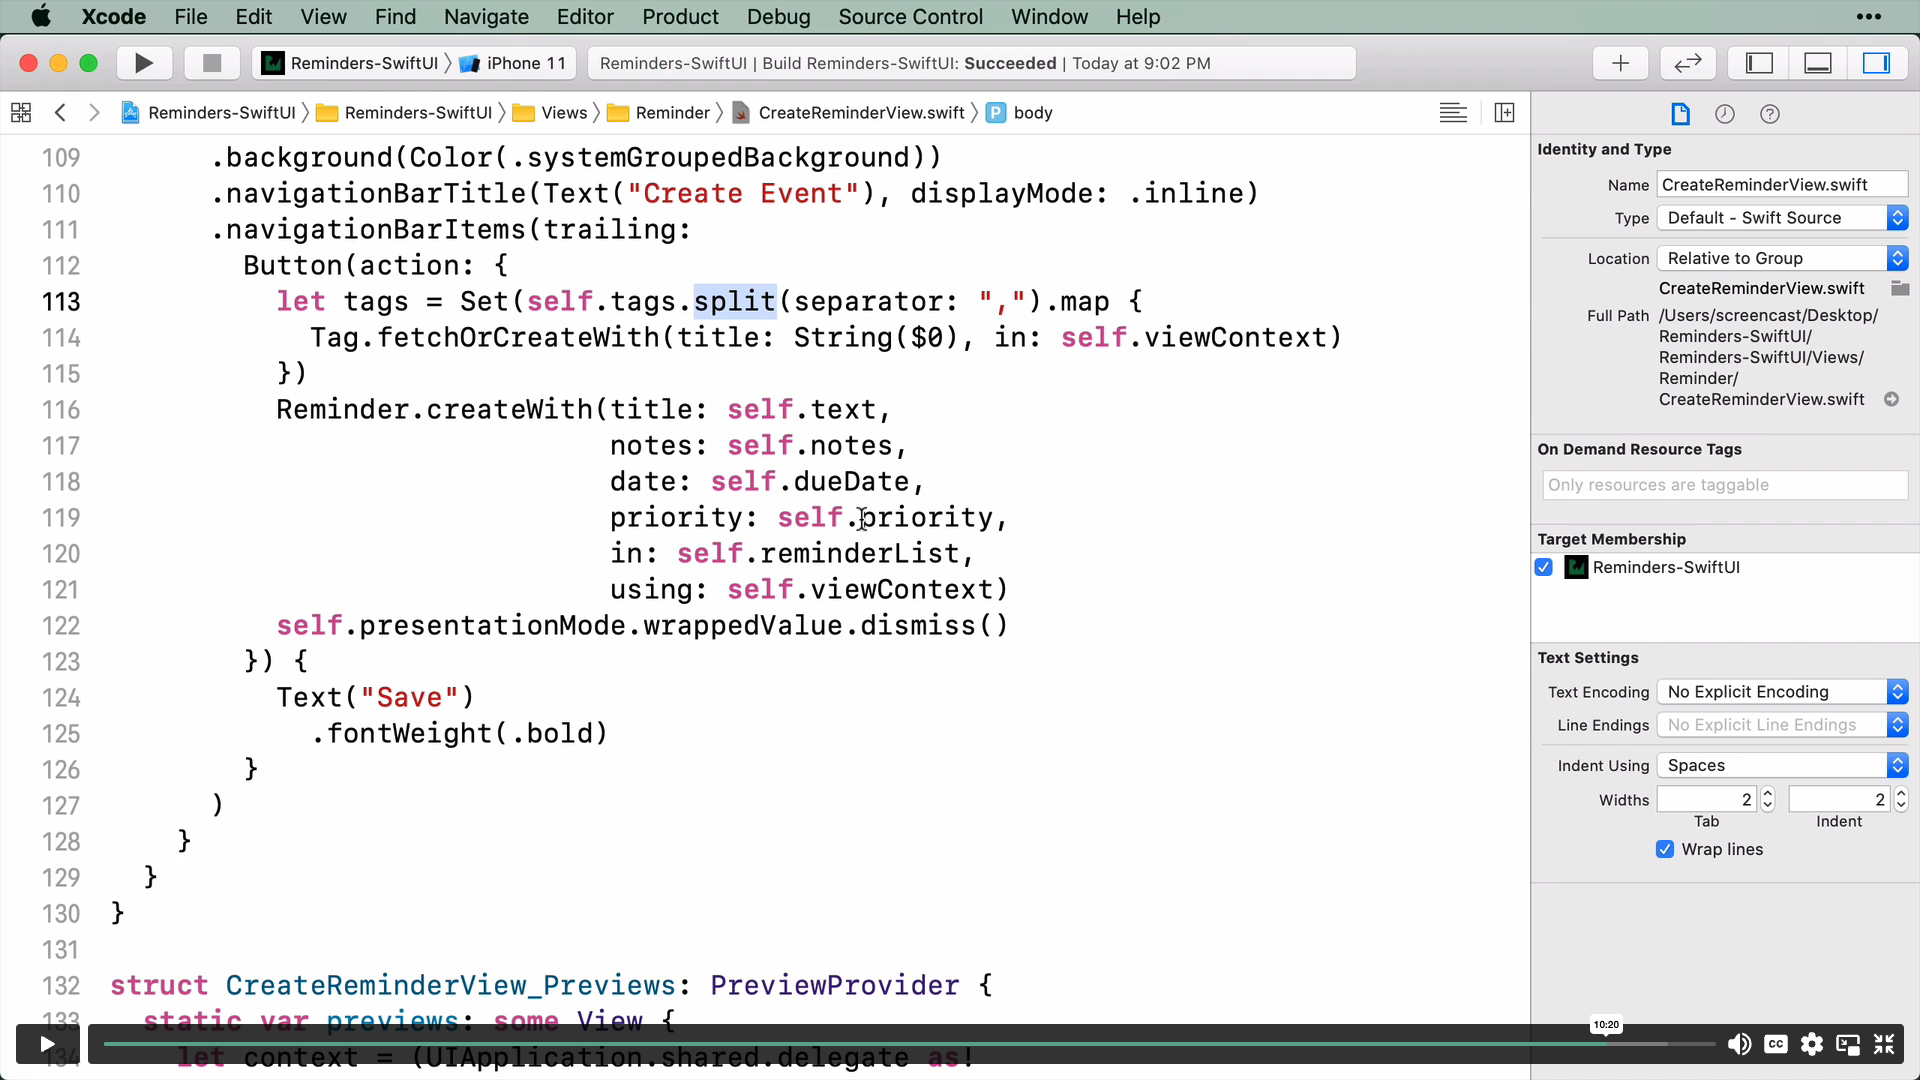 Xcode File Edit View Find Navigate Editor Product Debug Source Control Window Help
Reminders-SwiftUI iPhone 11 Reminders-SwiftUI | Build Reminders-SwiftUI: Succeeded | Today at 9:02 PM
Reminders-SwiftUI Reminders-SwiftUI Views Reminder CreateReminderView.swift P body
109 .background(Color(.systemGroupedBackground))
110 .navigationBarTitle(Text("Create Event"), displayMode: .inline)
111 .navigationBarItems(trailing:
112 Button(action: {
113 let tags = Set(self.tags.split(separator: ",").map {
114 Tag.fetchOrCreateWith(title: String($0), in: self.viewContext)
115 })
116 Reminder.createWith(title: self.text,
117 notes: self.notes,
118 date: self.dueDate,
119 priority: self.priority,
120 in: self.reminderList,
121 using: self.viewContext)
122 self.presentationMode.wrappedValue.dismiss()
123 }) {
124 Text("Save")
125 .fontWeight(.bold)
126 }
127 )
128 }
129 }
130 }
131
132 struct CreateReminderView_Previews: PreviewProvider {
133 static var previews: some View {
134 let context = (UIApplication.shared.delegate as!
Identity and Type
Name CreateReminderView.swift
Type Default - Swift Source
Location Relative to Group
CreateReminderView.swift
Full Path /Users/screencast/Desktop/
Reminders-SwiftUI/
Reminders-SwiftUI/Views/
Reminder/
CreateReminderView.swift
On Demand Resource Tags
Only resources are taggable
Target Membership
Reminders-SwiftUI
Text Settings
Text Encoding No Explicit Encoding
Line Endings No Explicit Line Endings
Indent Using Spaces
Widths 2 2
Tab Indent
Wrap lines
10:20
CC